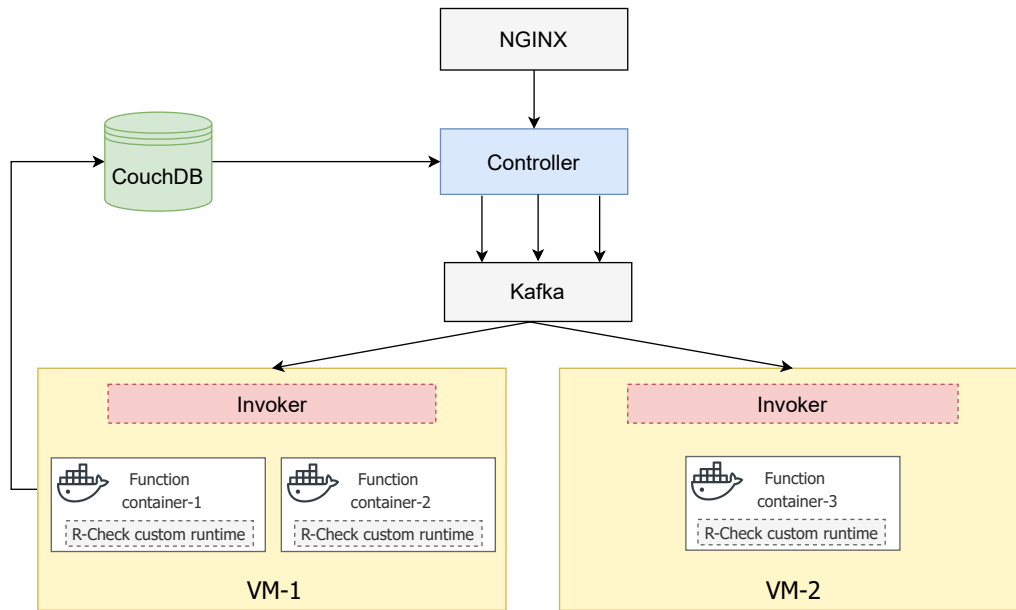 NGINX
CouchDB
Controller
Kafka
Invoker
Function
container-1
R-Check custom runtime
Function
container-2
R-Check custom runtime
VM-1
Invoker
Function
container-3
R-Check custom runtime
VM-2